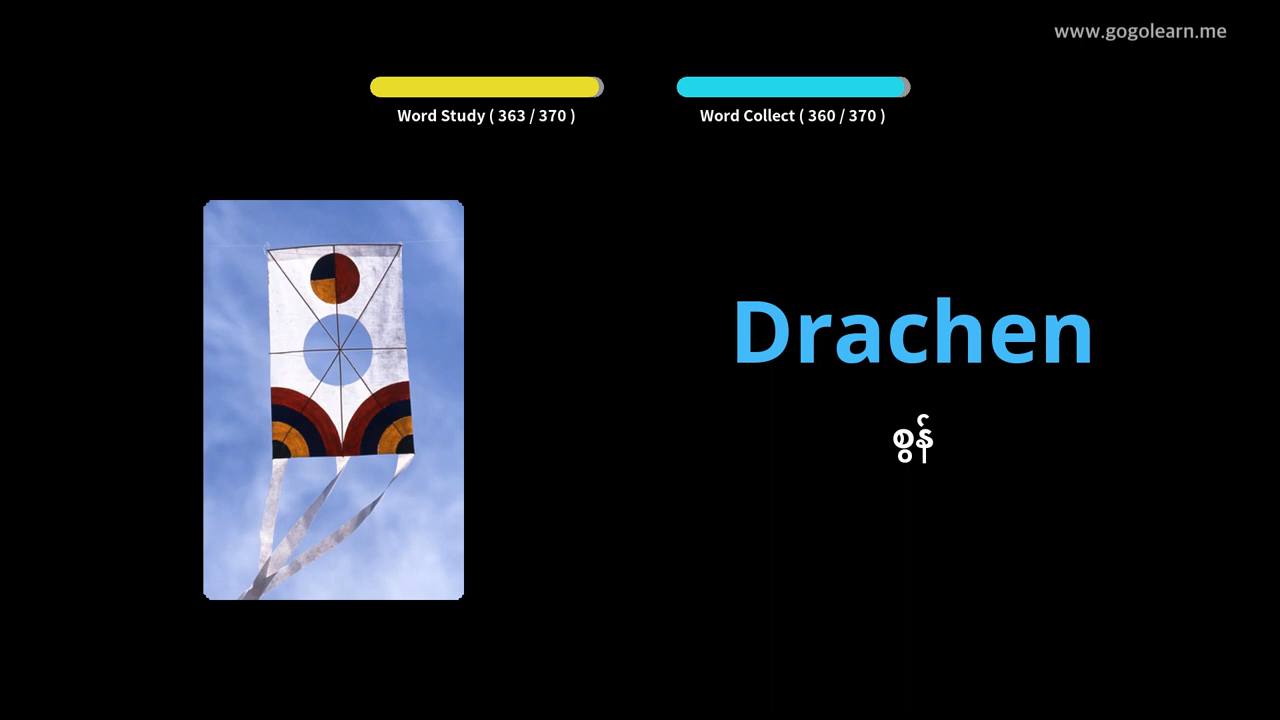 www.gogolearn.me
Word Study ( 363 / 370 )
Word Collect ( 360 / 370 )
Drachen
စွန်